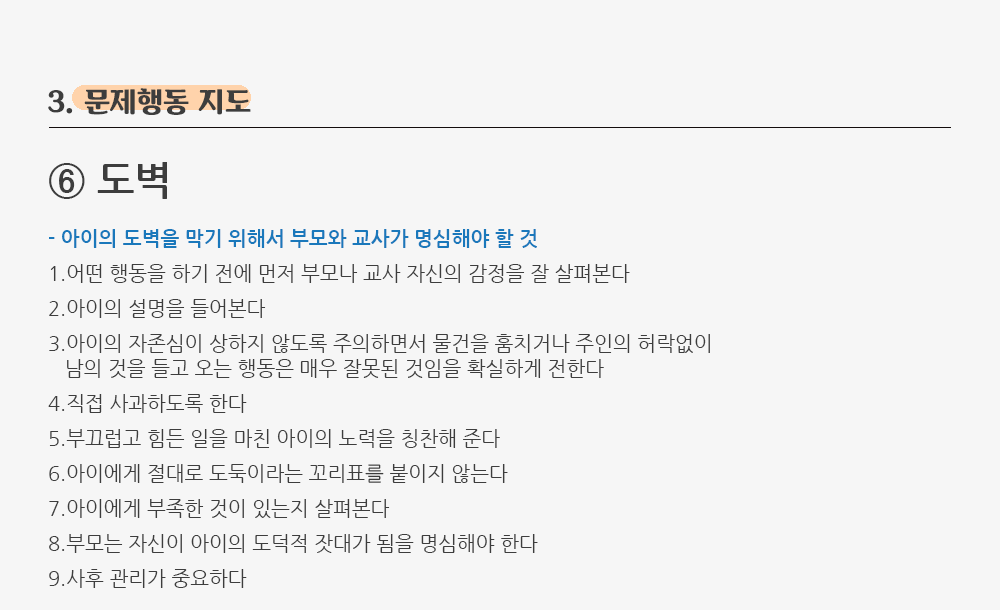 3. 문제행동 지도
⑥ 도벽
- 아이의 도벽을 막기 위해서 부모와 교사가 명심해야 할 것
1.어떤 행동을 하기 전에 먼저 부모나 교사 자신의 감정을 잘 살펴본다
2.아이의 설명을 들어본다
3.아이의 자존심이 상하지 않도록 주의하면서 물건을 훔치거나 주인의 허락없이
남의 것을 들고 오는 행동은 매우 잘못된 것임을 확실하게 전한다
4.직접 사과하도록 한다
5.부끄럽고 힘든 일을 마친 아이의 노력을 칭찬해 준다
6.아이에게 절대로 도둑이라는 꼬리표를 붙이지 않는다
7.아이에게 부족한 것이 있는지 살펴본다
8.부모는 자신이 아이의 도덕적 잣대가 됨을 명심해야 한다
9.사후 관리가 중요하다